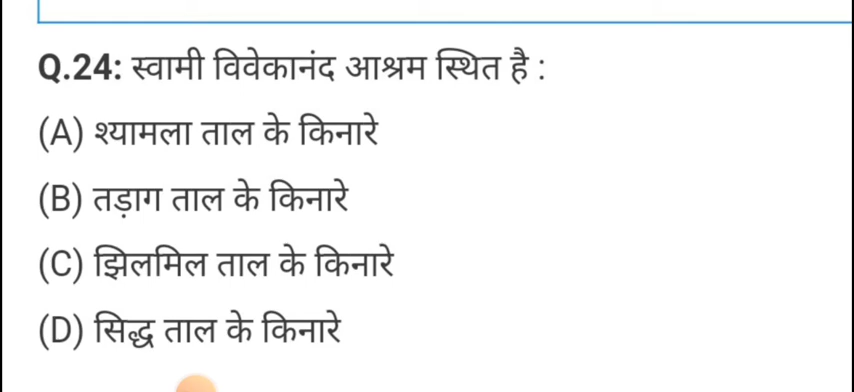 Q.24: स्वामी विवेकानंद आश्रम स्थित है :
(A) श्यामला ताल के किनारे
(B) तड़ाग ताल के किनारे
(C) झिलमिल ताल के किनारे
(D) सिद्ध ताल के किनारे